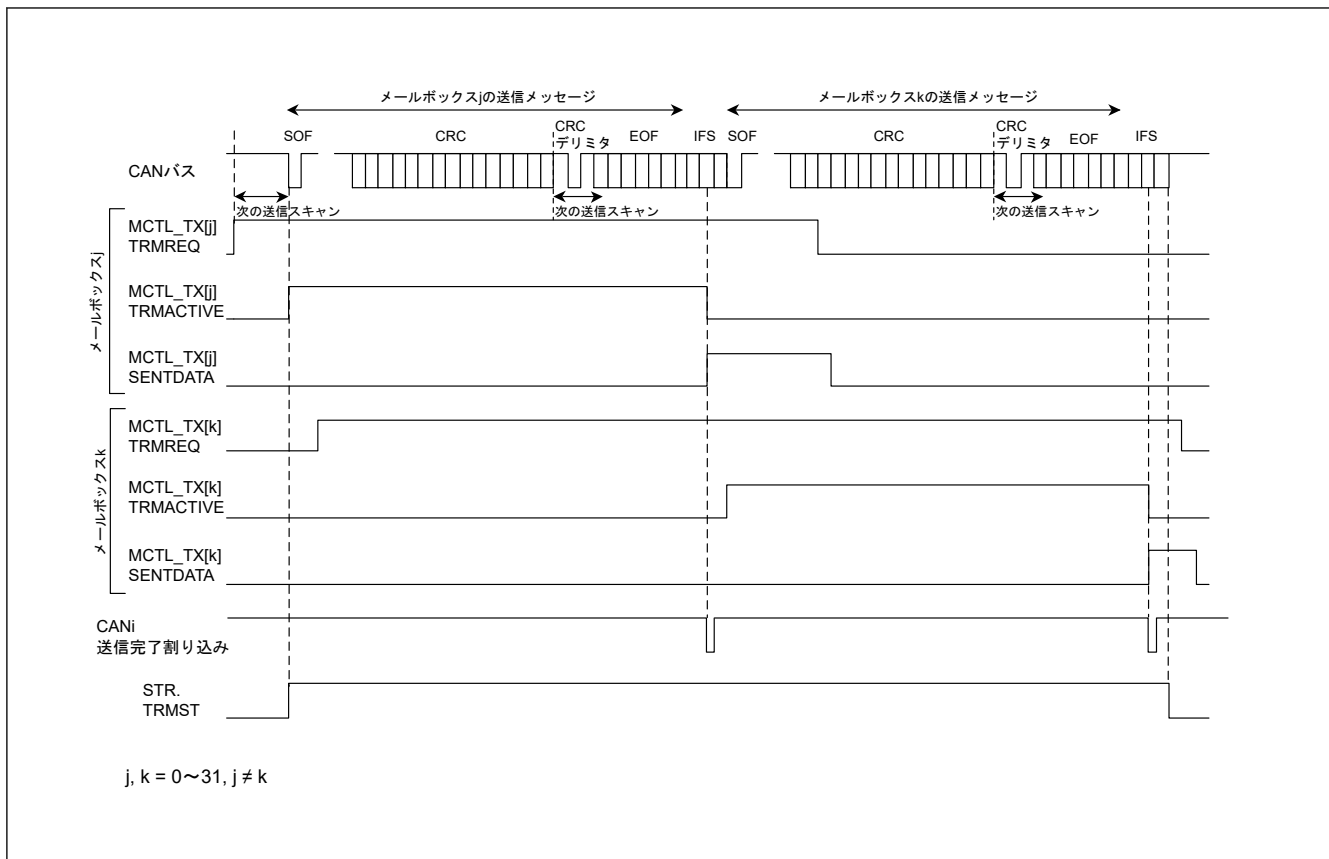 メールボックスjの送信メッセージ
メールボックスkの送信メッセージ
SOF
CRC
CRC
デリミタ
EOF
IFS
SOF
CRC
CRC
デリミタ
EOF
IFS
CANバス
次の送信スキャン
次の送信スキャン
次の送信スキャン
メールボックスj
MCTL_TX[j]
TRMREQ
MCTL_TX[j]
TRMACTIVE
MCTL_TX[j]
SENTDATA
メールボックスk
MCTL_TX[k]
TRMREQ
MCTL_TX[k]
TRMACTIVE
MCTL_TX[k]
SENTDATA
CANi
送信完了割り込み
STR.
TRMST
j, k = 0～31, j ≠ k